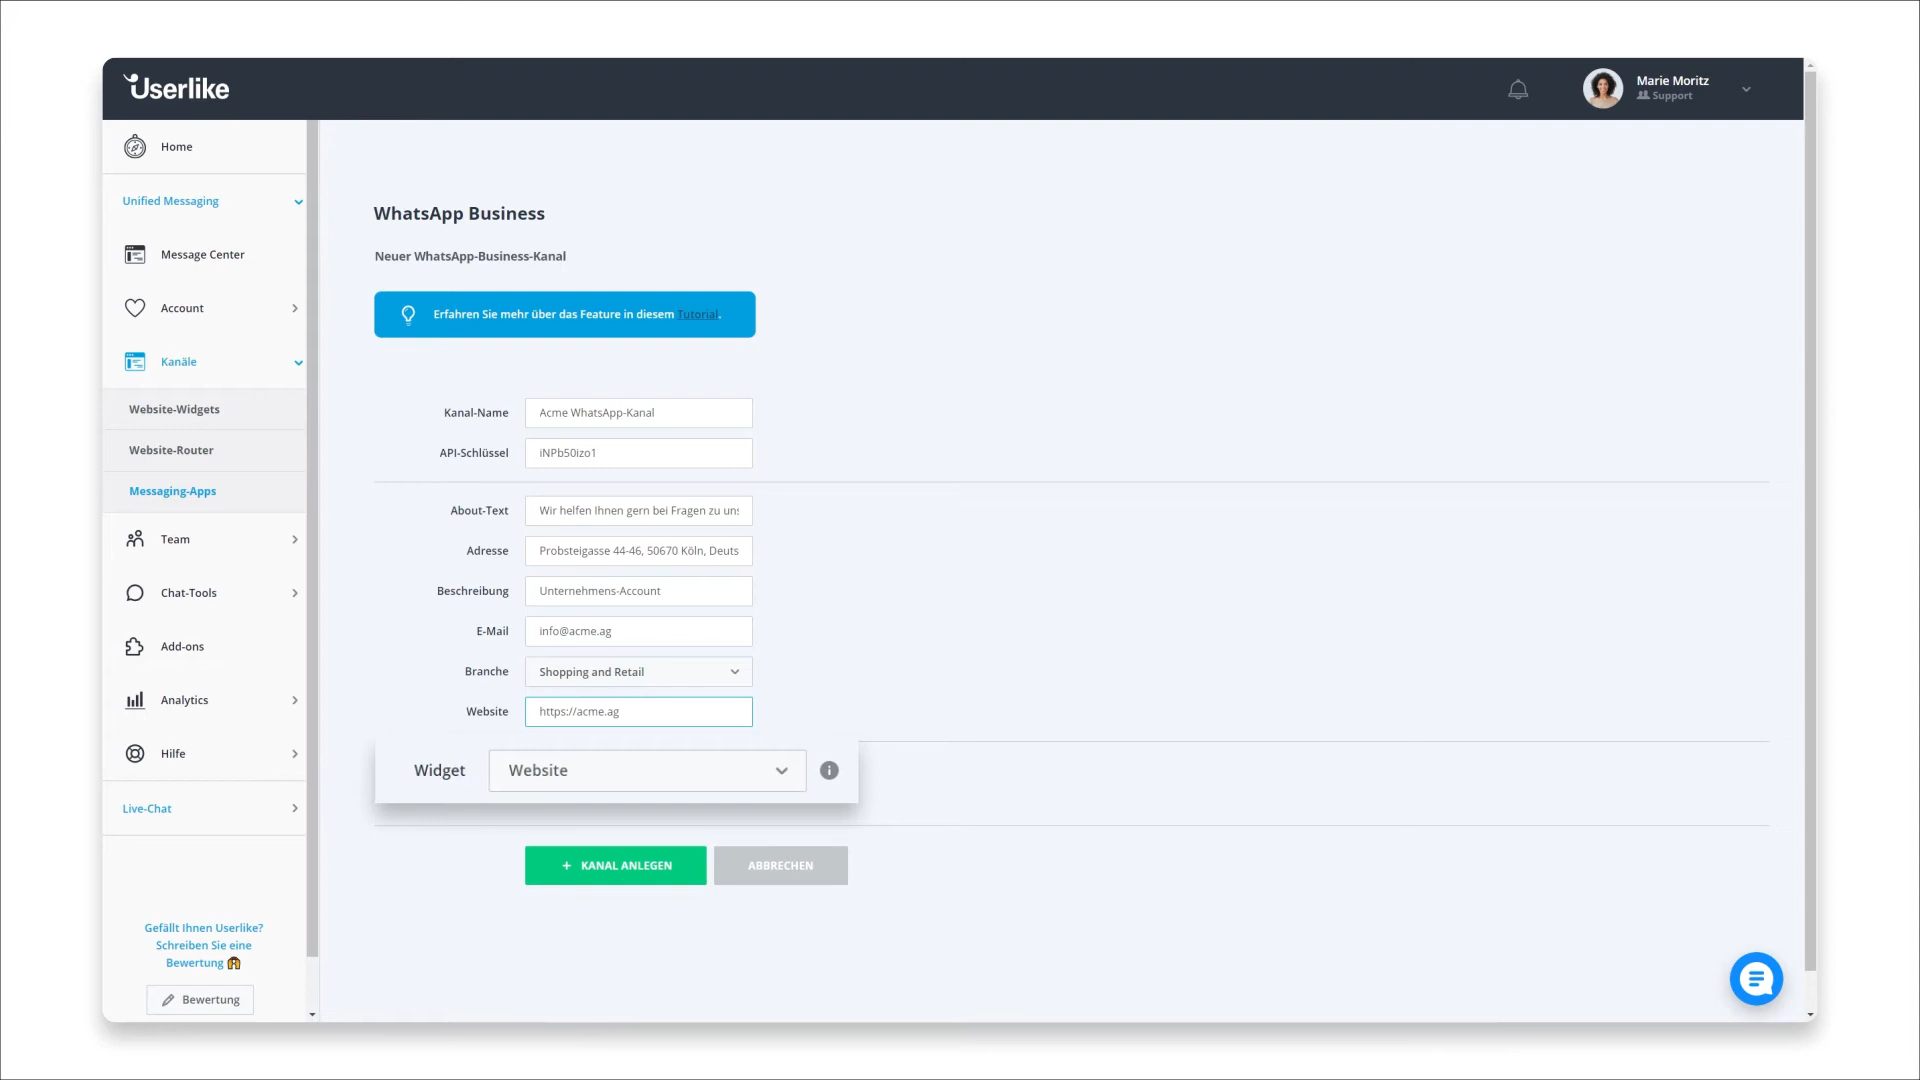 Userlike
Marie Moritz
Support
Home
Unified Messaging
Message Center
Account
Kanäle
Website-Widgets
Website-Router
Messaging-Apps
Team
Chat-Tools
Add-ons
Analytics
Hilfe
Live-Chat
Gefällt Ihnen Userlike?
Schreiben Sie eine
Bewertung
Bewertung
WhatsApp Business
Neuer WhatsApp-Business-Kanal
Erfahren Sie mehr über das Feature in diesem Tutorial.
Kanal-Name Acme WhatsApp-Kanal
API-Schlüssel iNPb50izo1
About-Text Wir helfen Ihnen gern bei Fragen zu uns
Adresse Probsteigasse 44-46, 50670 Köln, Deuts
Beschreibung Unternehmens-Account
E-Mail info@acme.ag
Branche Shopping and Retail
Website https://acme.ag
Widget Website
+ KANAL ANLEGEN ABBRECHEN